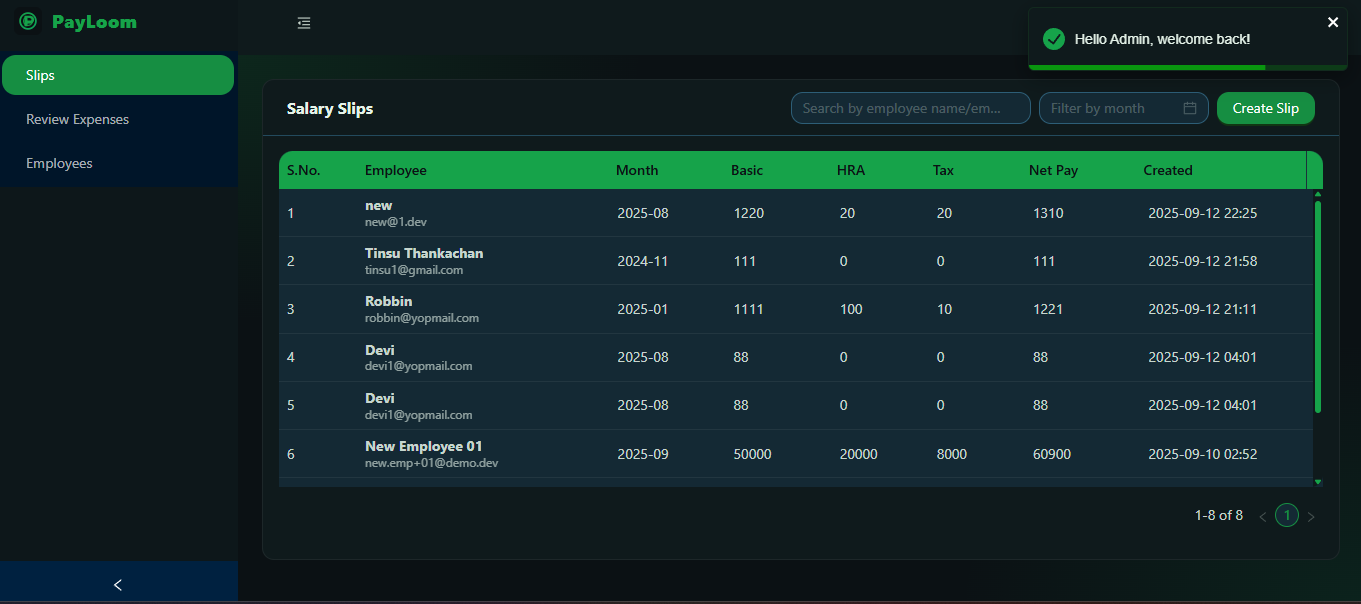 PayLoom
Hello Admin, welcome back!
Slips
Review Expenses
Employees
Salary Slips
Search by employee name/em...
Filter by month
Create Slip
S.No. Employee Month Basic HRA Tax Net Pay Created
1 new 2025-08 1220 20 20 1310 2025-09-12 22:25
new@1.dev
2 Tinsu Thankachan 2024-11 111 0 0 111 2025-09-12 21:58
tinsu1@gmail.com
3 Robbin 2025-01 1111 100 10 1221 2025-09-12 21:11
robbin@yopmail.com
4 Devi 2025-08 88 0 0 88 2025-09-12 04:01
devi1@yopmail.com
5 Devi 2025-08 88 0 0 88 2025-09-12 04:01
devi1@yopmail.com
6 New Employee 01 2025-09 50000 20000 8000 60900 2025-09-10 02:52
new.emp+01@demo.dev
1-8 of 8 < 1 >